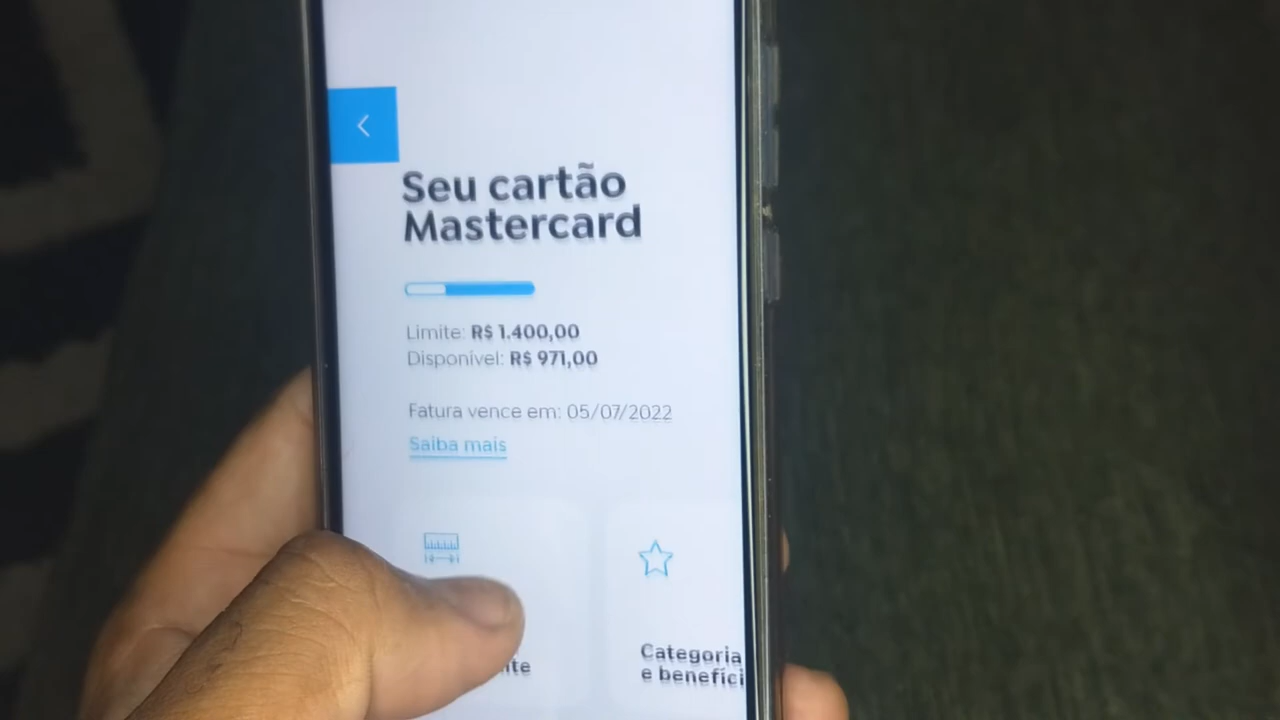 Seu cartão
Mastercard
Limite: R$ 1.400,00
Disponível: R$ 971,00
Fatura vence em: 05/07/2022
Saiba mais
Categoria